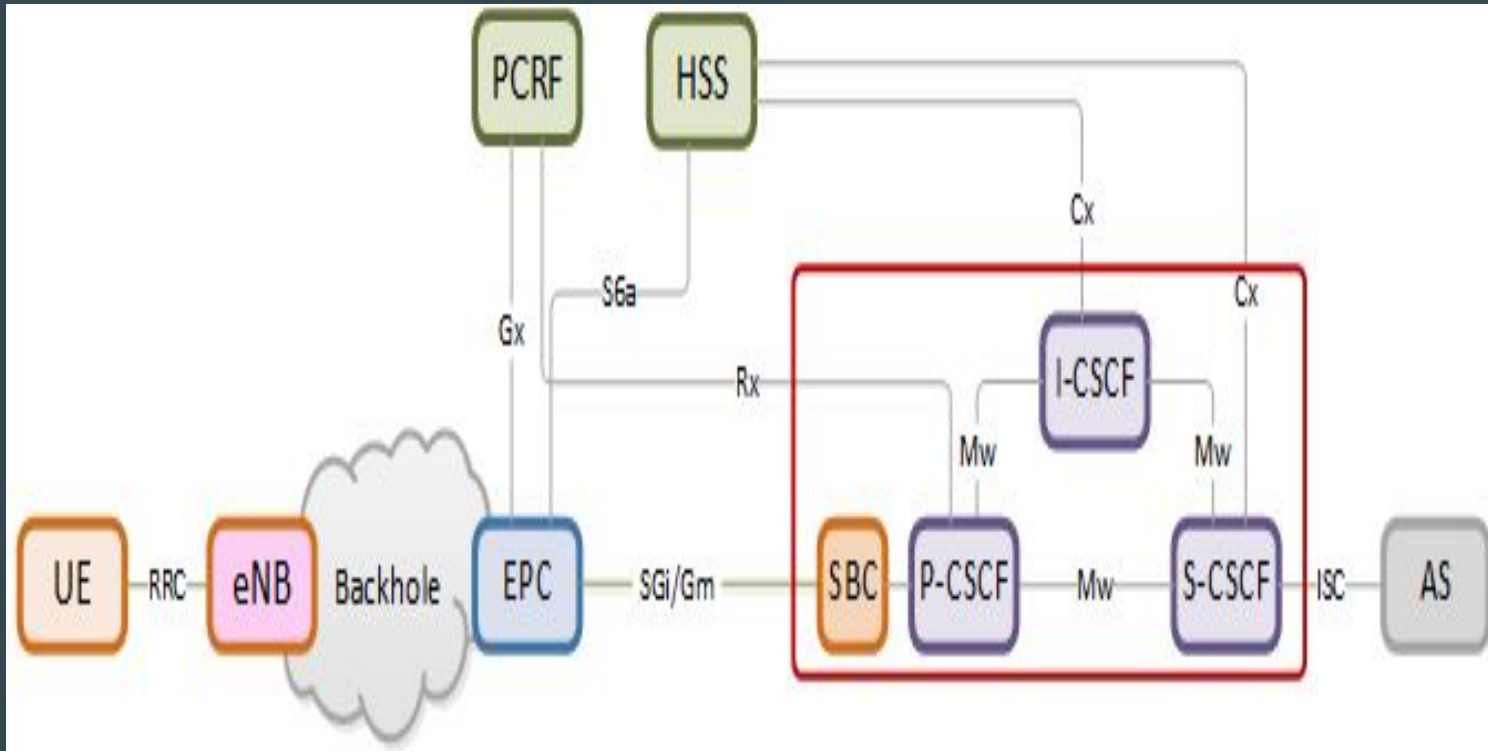 PCRF
HSS
Cx
S6a
Cx
Gx
Rx
I-CSCF
Mw
Mw
UE
RRC
eNB
Backhole
EPC
SGi/Gm
SBC
P-CSCF
Mw
S-CSCF
ISC
AS